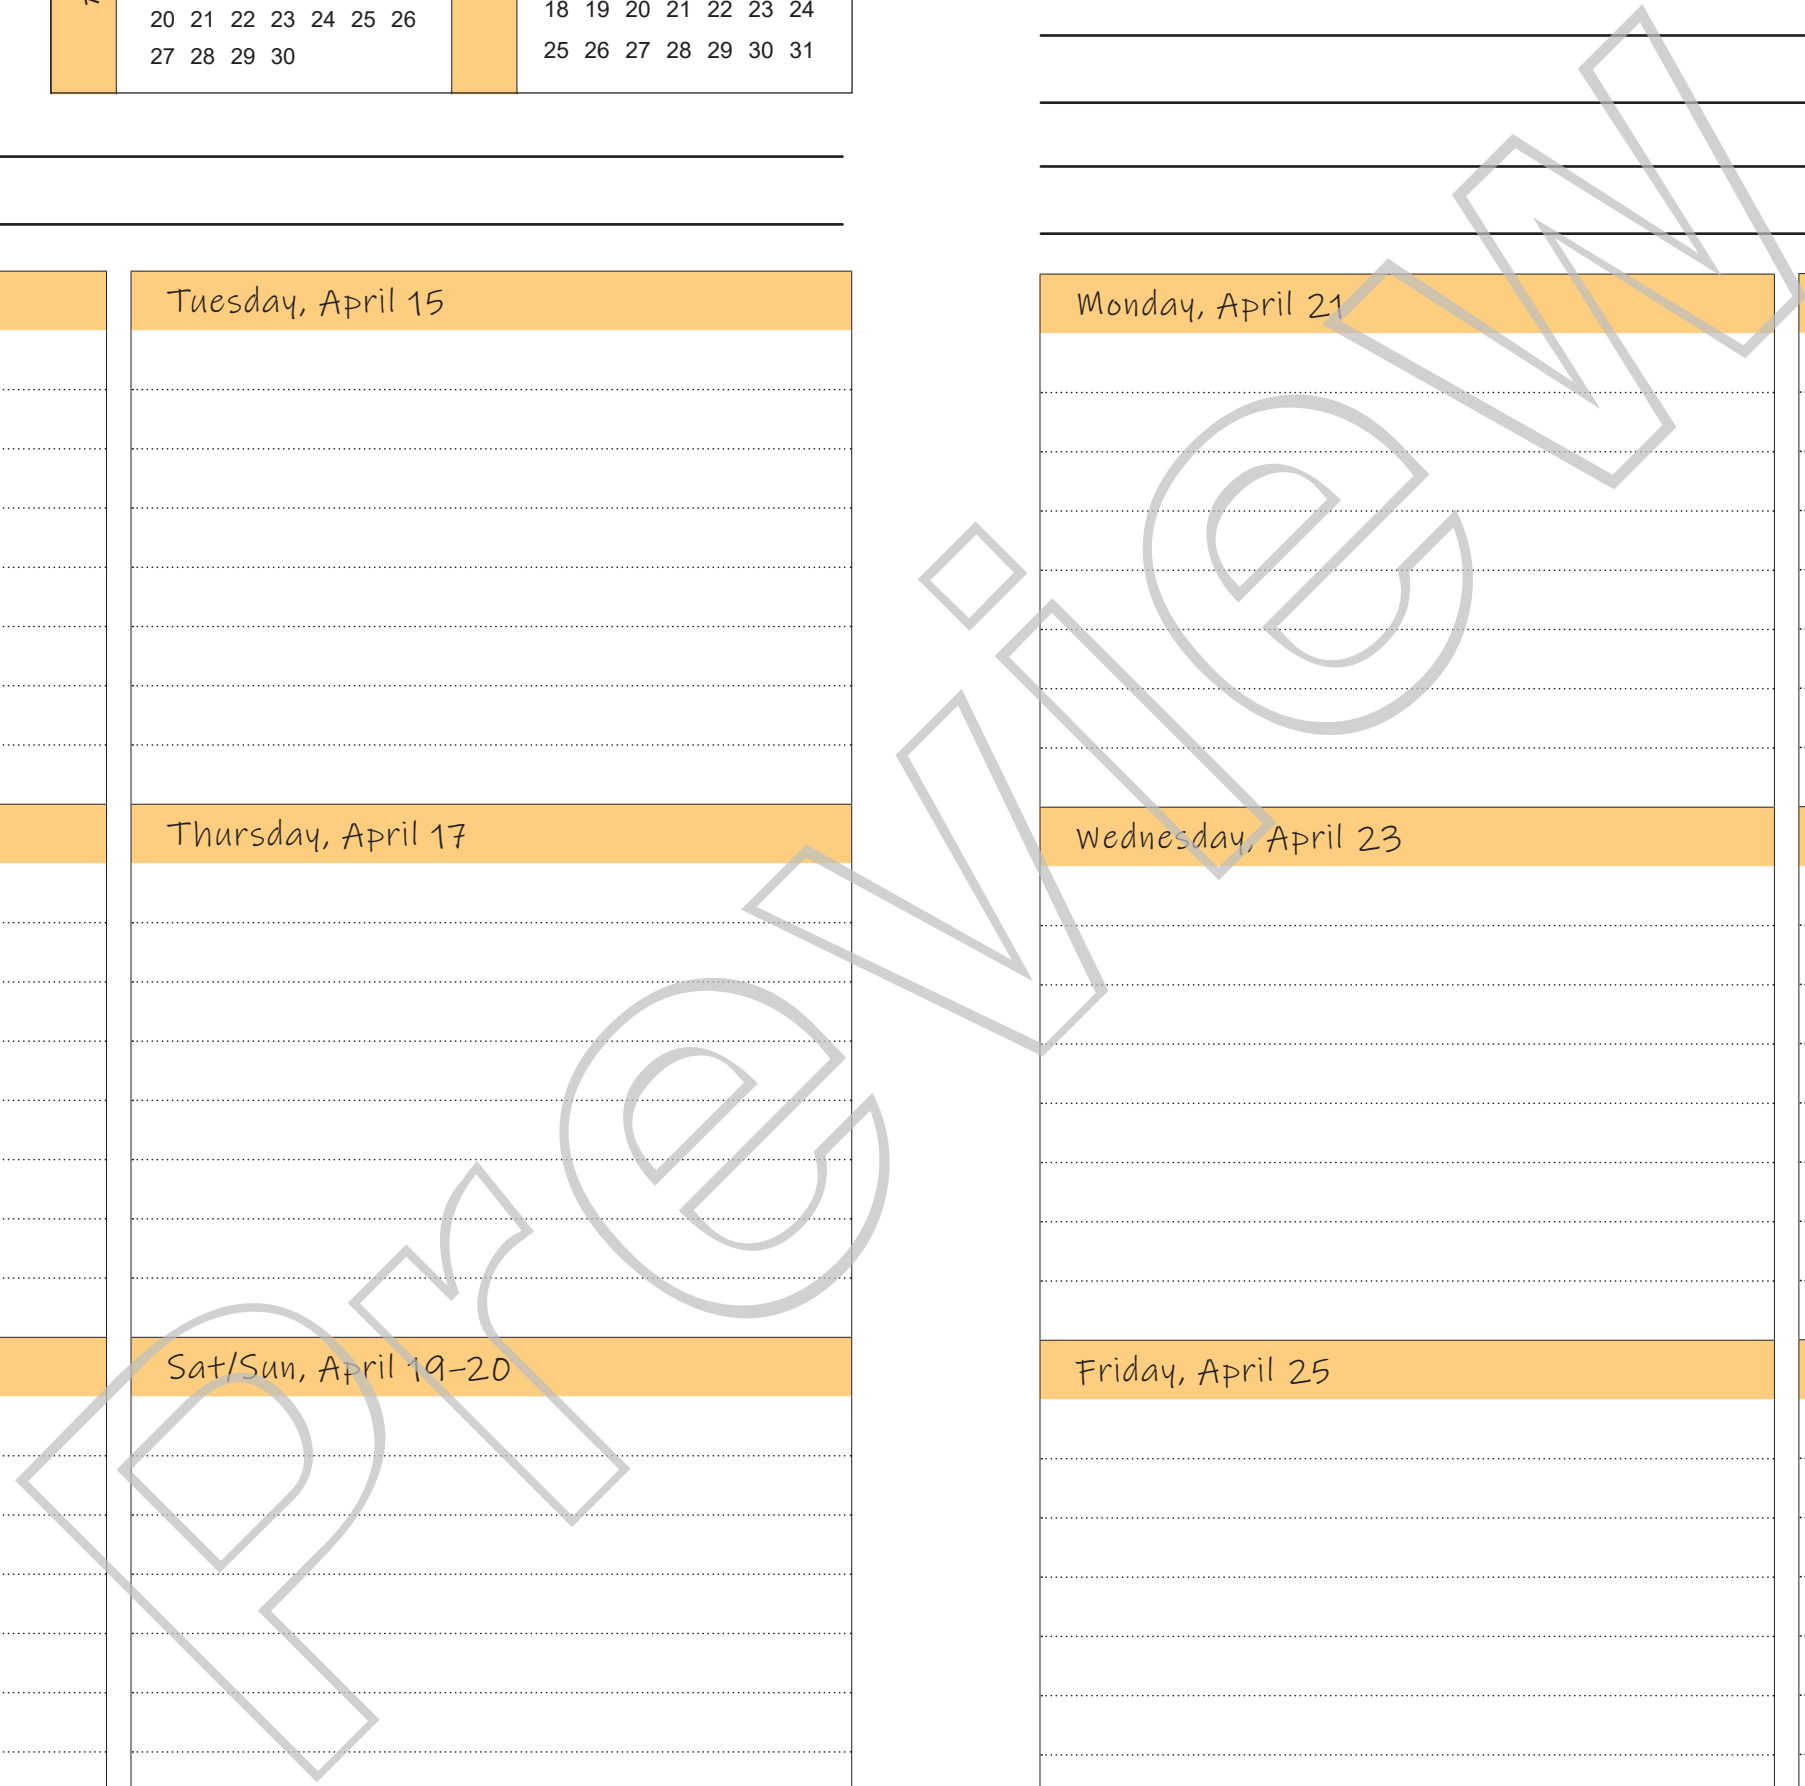 20 21 22 23 24 25 26
27 28 29 30
18 19 20 21 22 23 24
25 26 27 28 29 30 31
Tuesday, April 15
Thursday, April 17
Sat/Sun, April 19-20
Monday, April 21
Wednesday, April 23
Friday, April 25
Preview